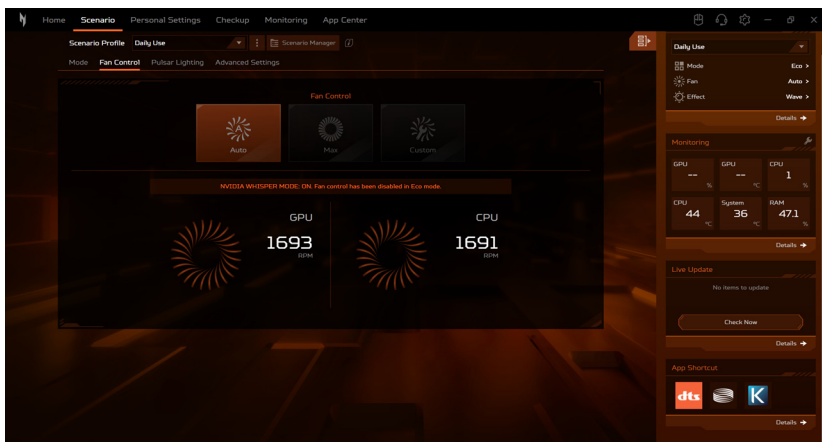 Home Scenario Personal Settings Checkup Monitoring App Center
Scenario Profile Daily Use Scenario Manager
Mode Fan Control Pulsar Lighting Advanced Settings
Fan Control
Auto Max Custom
NVIDIA WHISPER MODE: ON. Fan control has been disabled in Eco mode.
GPU
1693
RPM
CPU
1691
RPM
Daily Use
Mode Eco >
Fan Auto >
Effect Wave >
Details →
Monitoring
GPU -- %
GPU -- °C
CPU 1 %
CPU 44 °C
System 36 °C
RAM 47.1 %
Details →
Live Update
No items to update
Check Now
Details →
App Shortcut
dts K
Details →